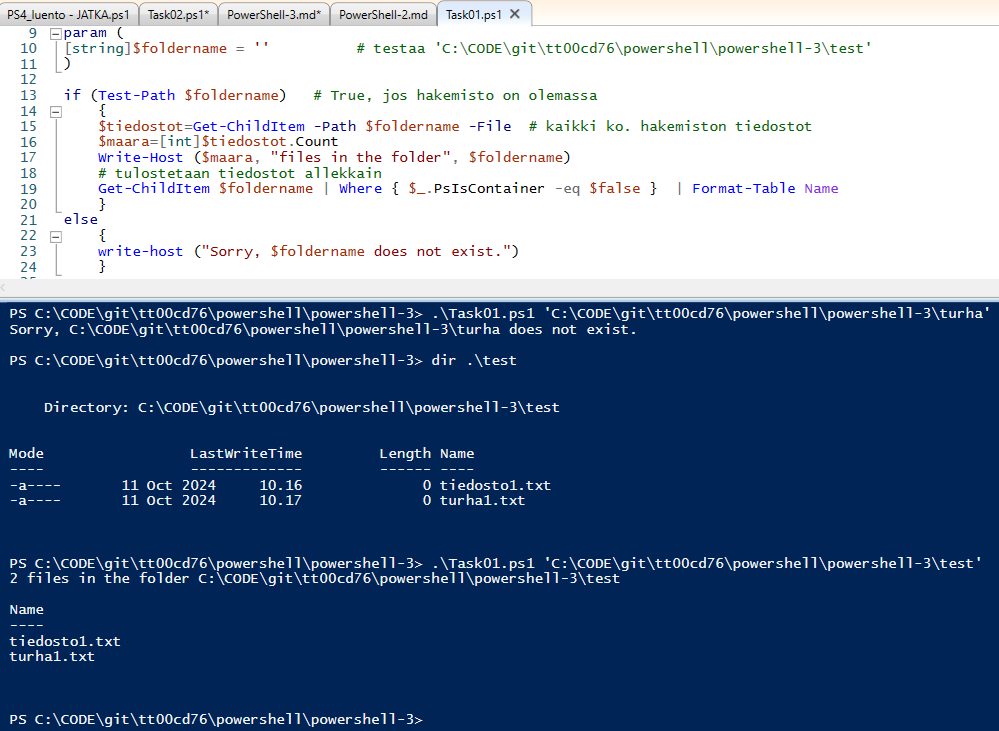 PS4_luento - JATKA.ps1 Task02.ps1* PowerShell-3.md* PowerShell-2.md Task01.ps1 ✕
9 param (
10 [string]$foldername = '' # testaa 'C:\CODE\git\tt00cd76\powershell\powershell-3\test'
11 )
12
13 if (Test-Path $foldername) # True, jos hakemisto on olemassa
14 {
15 $tiedostot=Get-ChildItem -Path $foldername -File # kaikki ko. hakemiston tiedostot
16 $maara=[int]$tiedostot.Count
17 Write-Host ($maara, "files in the folder", $foldername)
18 # tulostetaan tiedostot allekkain
19 Get-ChildItem $foldername | Where { $_.PsIsContainer -eq $false } | Format-Table Name
20 }
21 else
22 {
23 write-host ("Sorry, $foldername does not exist.")
24 }
PS C:\CODE\git\tt00cd76\powershell\powershell-3> .\Task01.ps1 'C:\CODE\git\tt00cd76\powershell\powershell-3\turha'
Sorry, C:\CODE\git\tt00cd76\powershell\powershell-3\turha does not exist.
PS C:\CODE\git\tt00cd76\powershell\powershell-3> dir .\test
Directory: C:\CODE\git\tt00cd76\powershell\powershell-3\test
Mode LastWriteTime Length Name
---- ------------- ------ ----
-a---- 11 Oct 2024 10.16 0 tiedosto1.txt
-a---- 11 Oct 2024 10.17 0 turha1.txt
PS C:\CODE\git\tt00cd76\powershell\powershell-3> .\Task01.ps1 'C:\CODE\git\tt00cd76\powershell\powershell-3\test'
2 files in the folder C:\CODE\git\tt00cd76\powershell\powershell-3\test
Name
----
tiedosto1.txt
turha1.txt
PS C:\CODE\git\tt00cd76\powershell\powershell-3>